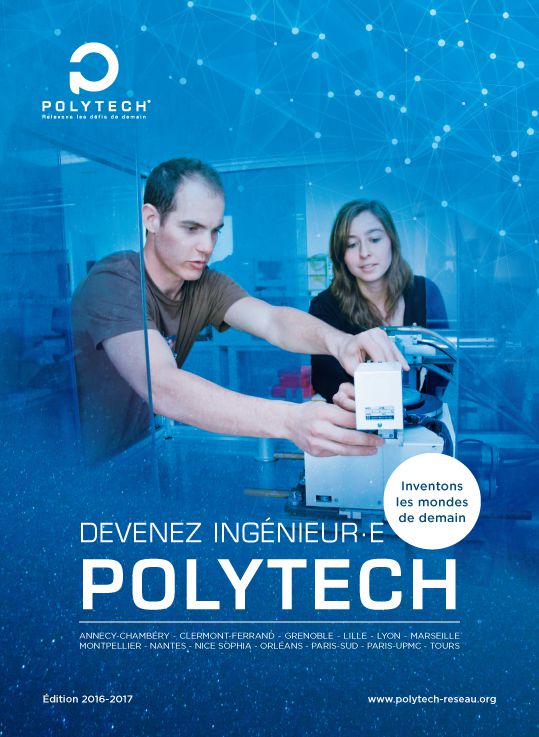 POLYTECH
Relevons les défis de demain
Inventons
les mondes
de demain
DEVENEZ INGÉNIEUR·E
POLYTECH
ANNECY-CHAMBÉRY - CLERMONT-FERRAND - GRENOBLE - LILLE - LYON - MARSEILLE
MONTPELLIER - NANTES - NICE SOPHIA - ORLÉANS - PARIS-SUD - PARIS-UPMC - TOURS
Édition 2016-2017
www.polytech-reseau.org